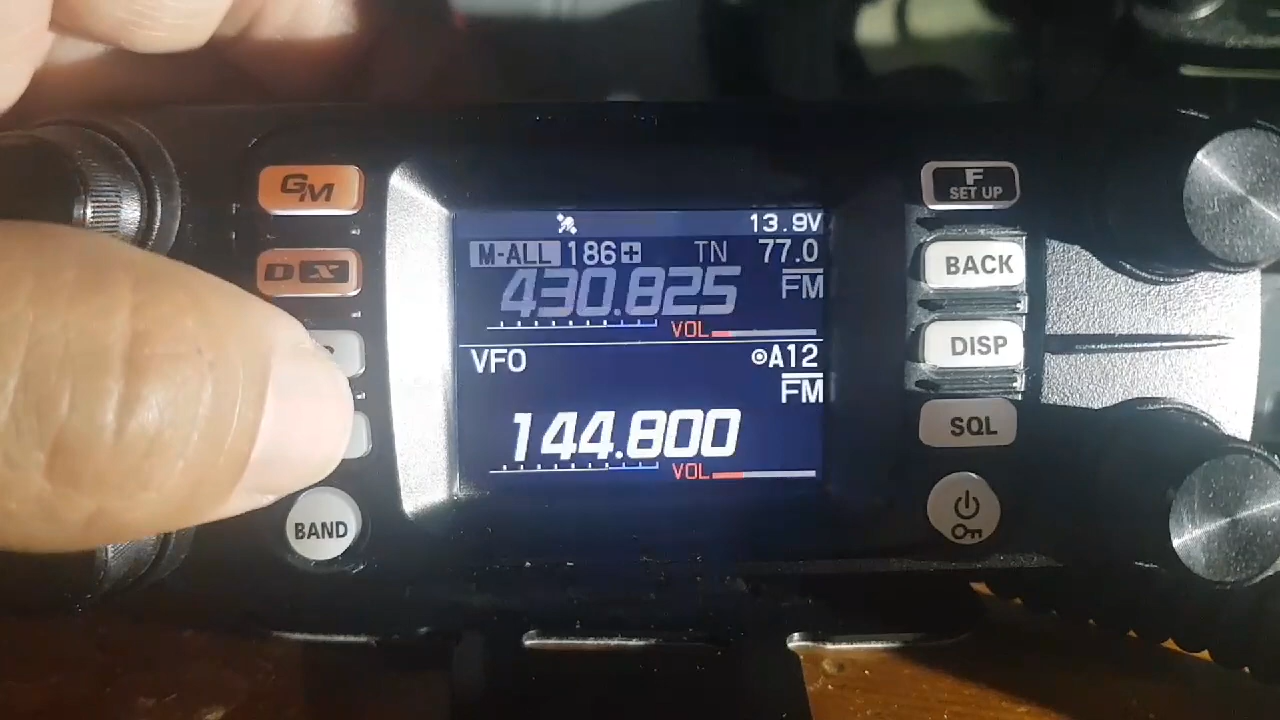 GM
F
SET UP
13.9V
M-ALL 186+ TN 77.0
430.825 FM
VOL
DX
BACK
VFO A12
FM
144.800
VOL
DISP
SQL
BAND